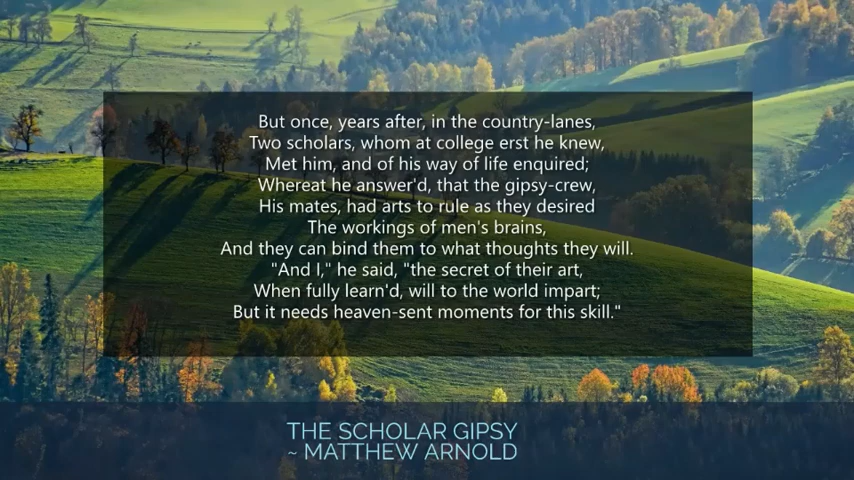 But once, years after, in the country-lanes,
Two scholars, whom at college erst he knew,
Met him, and of his way of life enquired;
Whereat he answer'd, that the gipsy-crew,
His mates, had arts to rule as they desired
The workings of men's brains,
And they can bind them to what thoughts they will.
"And I," he said, "the secret of their art,
When fully learn'd, will to the world impart;
But it needs heaven-sent moments for this skill."
THE SCHOLAR GIPSY
~ MATTHEW ARNOLD